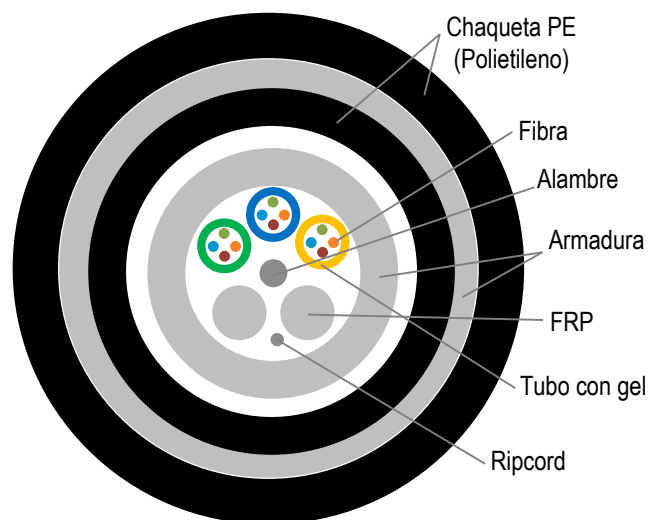 Chaqueta PE
(Polietileno)
Fibra
Alambre
Armadura
FRP
Tubo con gel
Ripcord